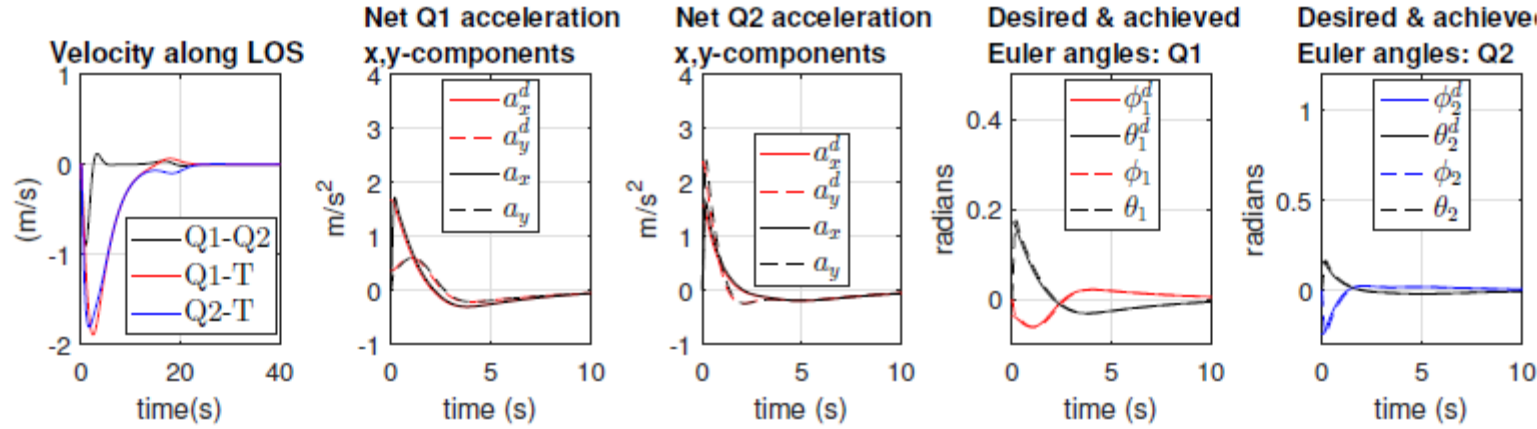 Velocity along LOS
1
0
-1
-2
(m/s)
Q1-Q2
Q1-T
Q2-T
0
20
40
time(s)
Net Q1 acceleration
x,y-components
4
3
2
1
0
-1
m/s²
a_x^d
a_y^d
a_x
a_y
0
5
10
time (s)
Net Q2 acceleration
x,y-components
4
3
2
1
0
-1
m/s²
a_x^d
a_y^d
a_x
a_y
0
5
10
time (s)
Desired & achieved
Euler angles: Q1
0.4
0.2
0
radians
ϕ_1^d
θ_1^d
ϕ_1
θ_1
0
5
10
time (s)
Desired & achieve
Euler angles: Q2
1
0.5
0
radians
ϕ_2^d
θ_2^d
ϕ_2
θ_2
0
5
10
time (s)